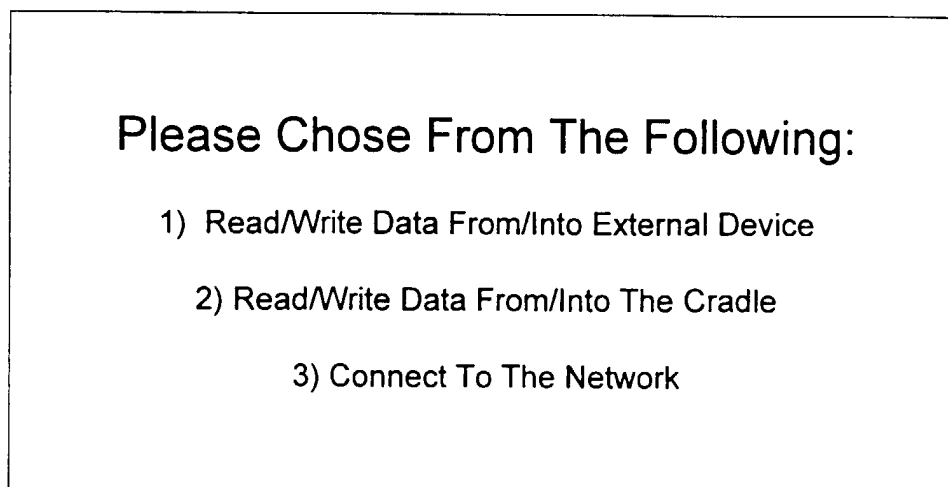 Please Chose From The Following:
1) Read/Write Data From/Into External Device
2) Read/Write Data From/Into The Cradle
3) Connect To The Network